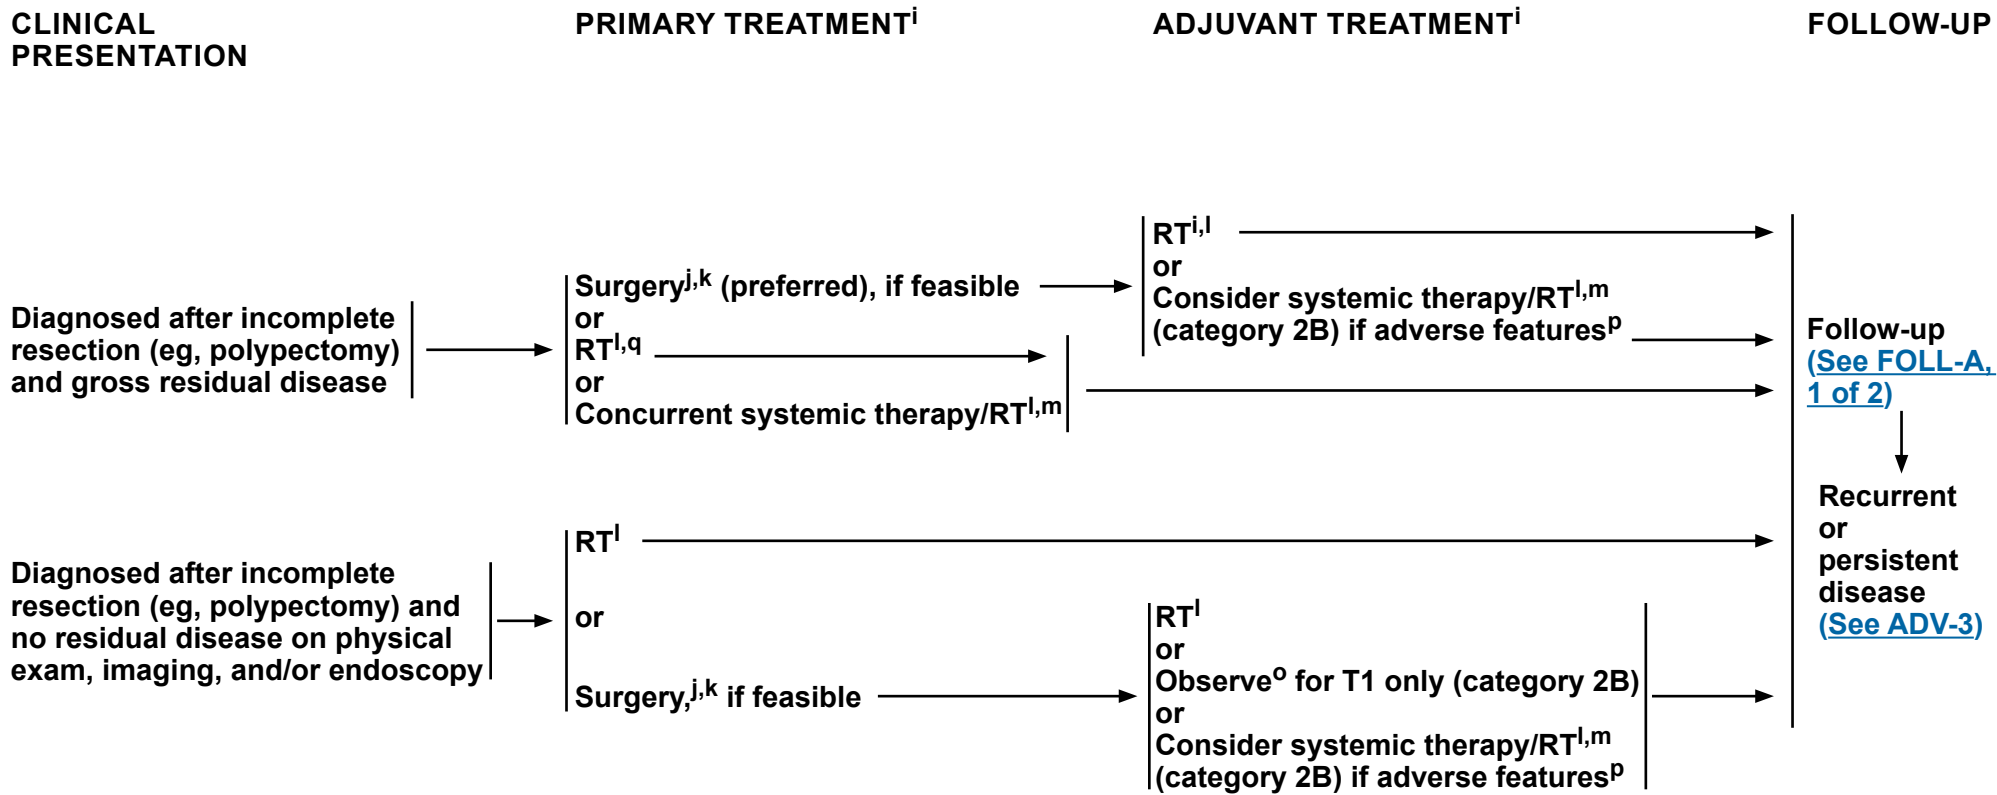 CLINICAL
PRESENTATION
PRIMARY TREATMENTⁱ
ADJUVANT TREATMENTⁱ
FOLLOW-UP
Diagnosed after incomplete
resection (eg, polypectomy)
and gross residual disease
Surgeryʲ,ᵏ (preferred), if feasible
or
RTˡ,q
or
Concurrent systemic therapy/RTˡ,ᵐ
RTⁱ,ˡ
or
Consider systemic therapy/RTˡ,ᵐ
(category 2B) if adverse featuresᵖ
Follow-up
(See FOLL-A,
1 of 2)
Recurrent
or
persistent
disease
(See ADV-3)
Diagnosed after incomplete
resection (eg, polypectomy) and
no residual disease on physical
exam, imaging, and/or endoscopy
RTˡ
or
Surgery,ʲ,ᵏ if feasible
RTˡ
or
Observeᵒ for T1 only (category 2B)
or
Consider systemic therapy/RTˡ,ᵐ
(category 2B) if adverse featuresᵖ